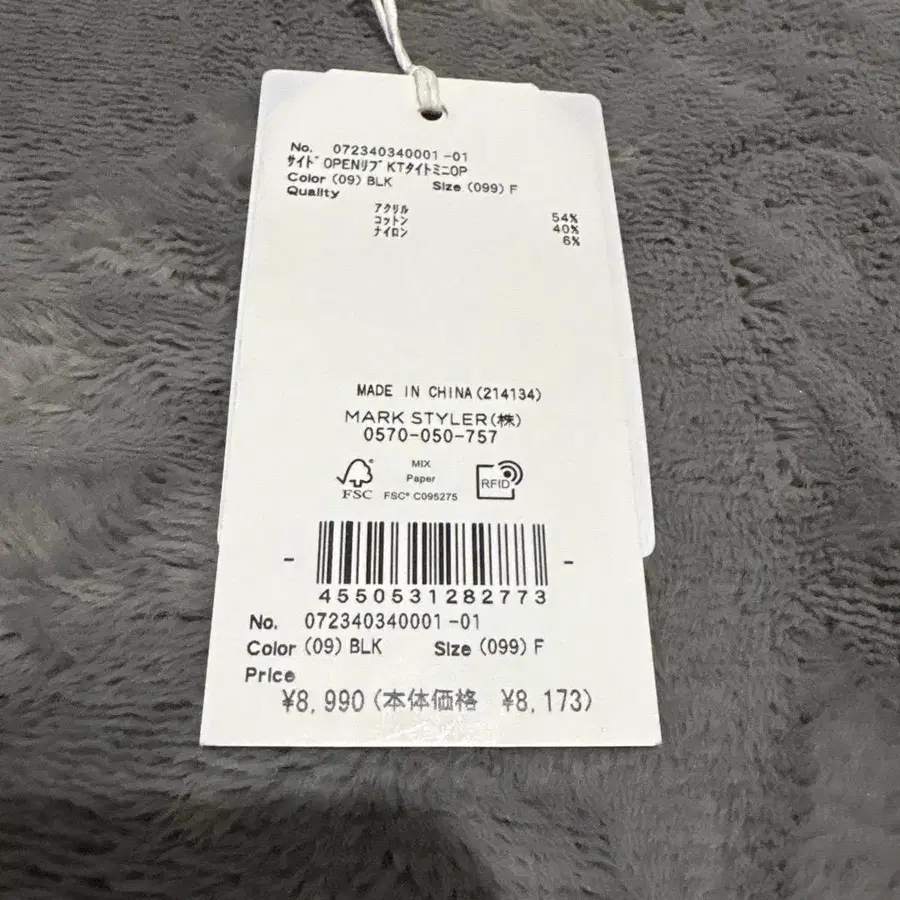 No. 072340340001-01
サイドOPENリブKTタイトミニOP
Color (09) BLK Size (099) F
Quality
アクリル 54%
コットン 40%
ナイロン 6%
MADE IN CHINA(214134)
MARK STYLER(株)
0570-050-757
FSC
MIX
Paper
FSC® C095275
RFID
4550531282773
No. 072340340001-01
Color (09) BLK Size (099) F
Price
¥8,990(本体価格 ¥8,173)